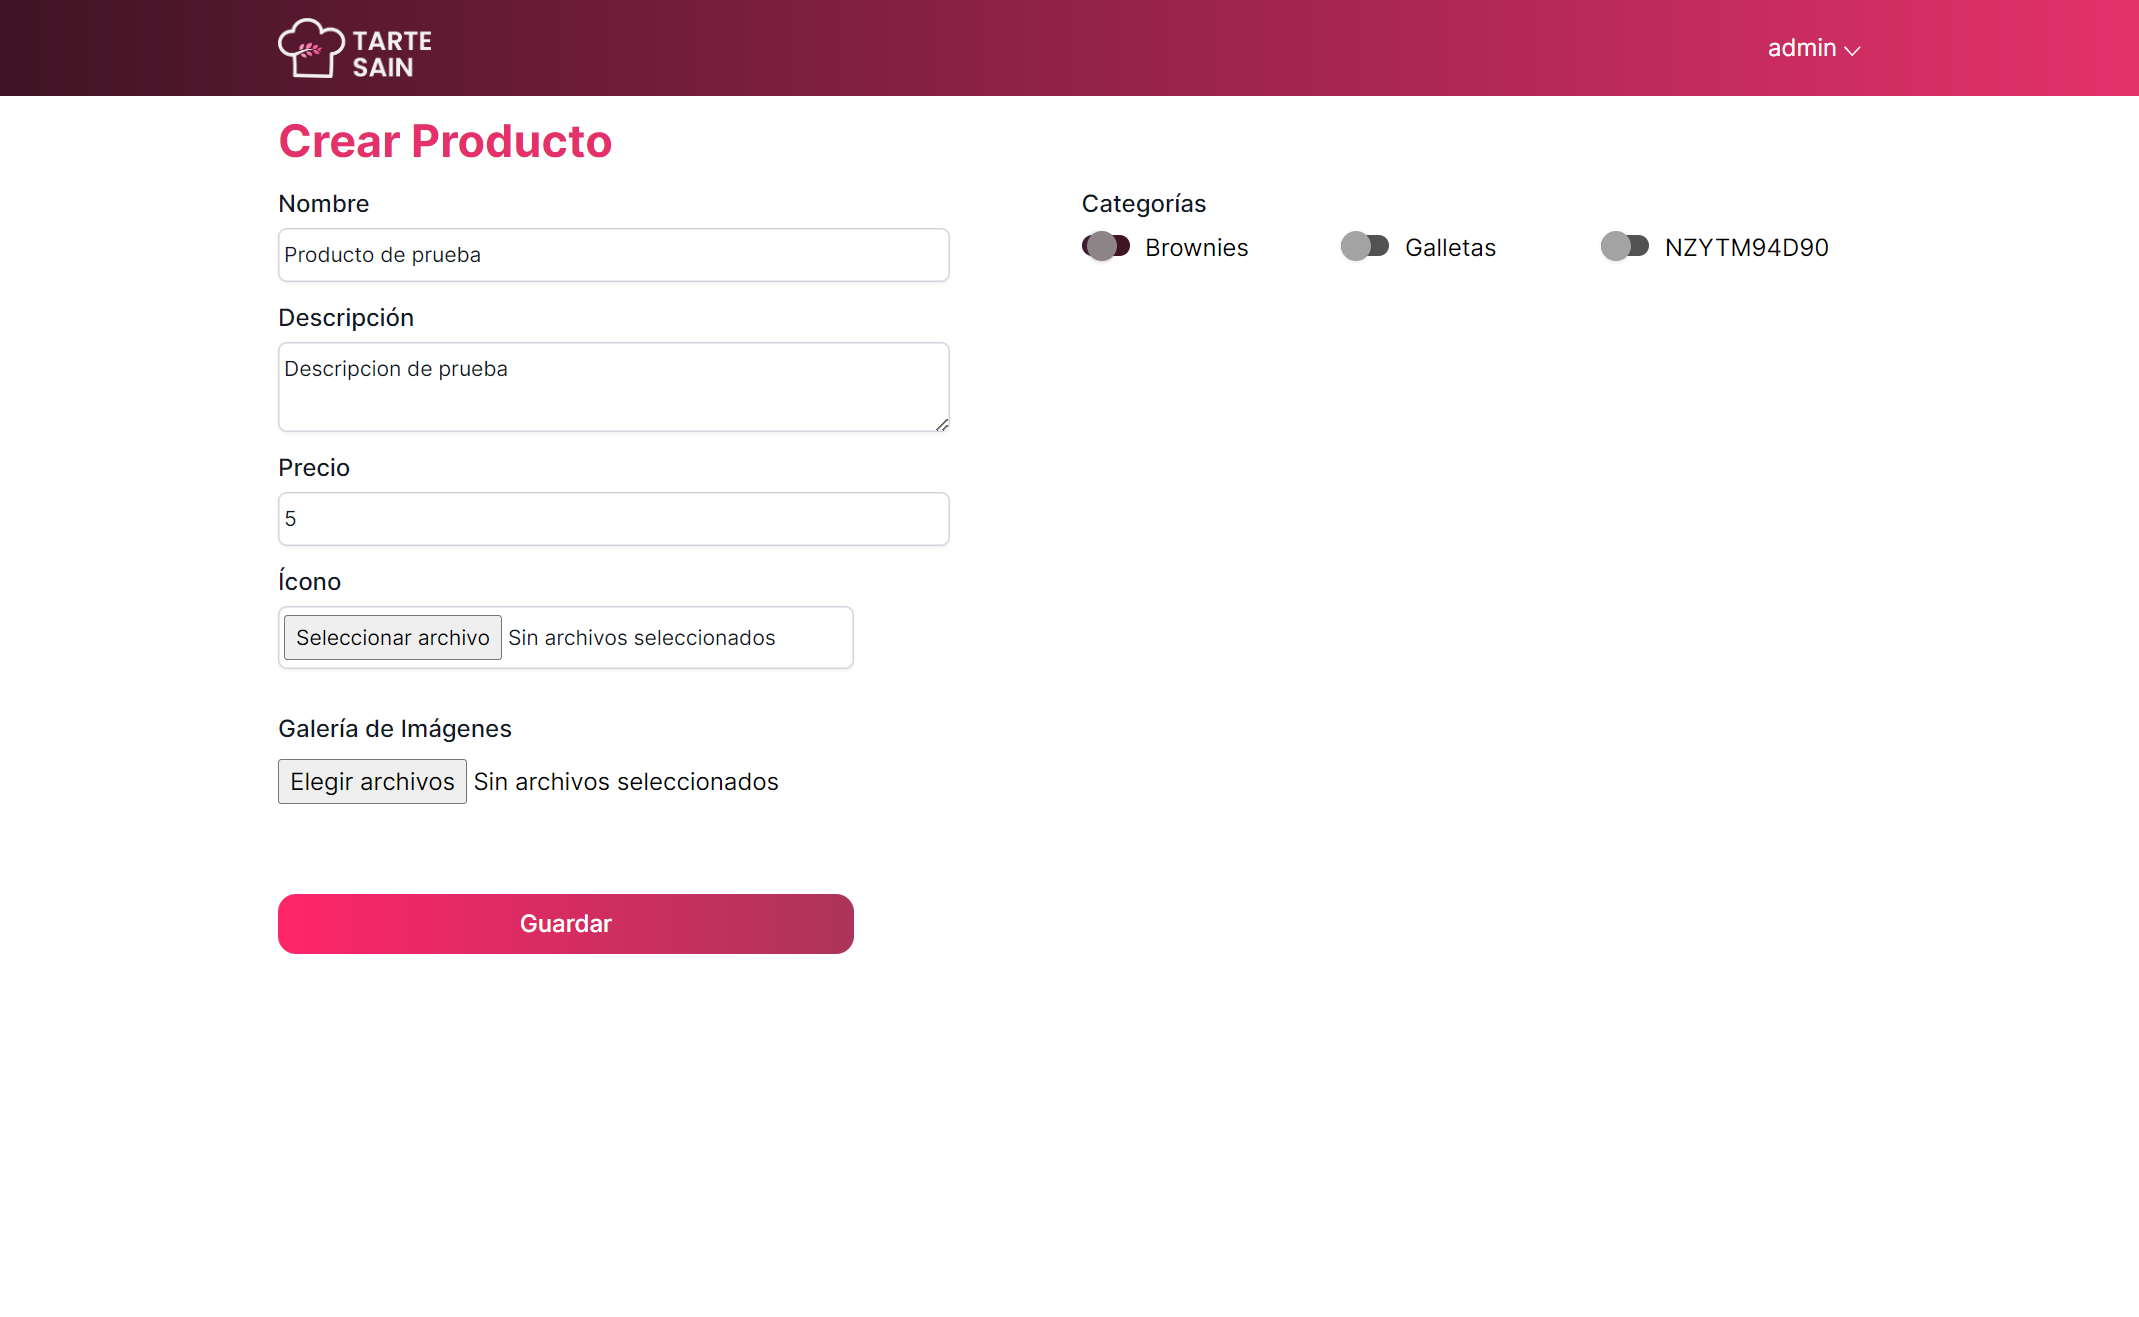 TARTE
SAIN
admin
Crear Producto
Nombre
Producto de prueba
Descripción
Descripcion de prueba
Precio
5
Ícono
Seleccionar archivo Sin archivos seleccionados
Galería de Imágenes
Elegir archivos Sin archivos seleccionados
Guardar
Categorías
Brownies Galletas NZYTM94D90